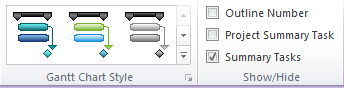 Outline Number
Project Summary Task
Summary Tasks
Gantt Chart Style
Show/Hide